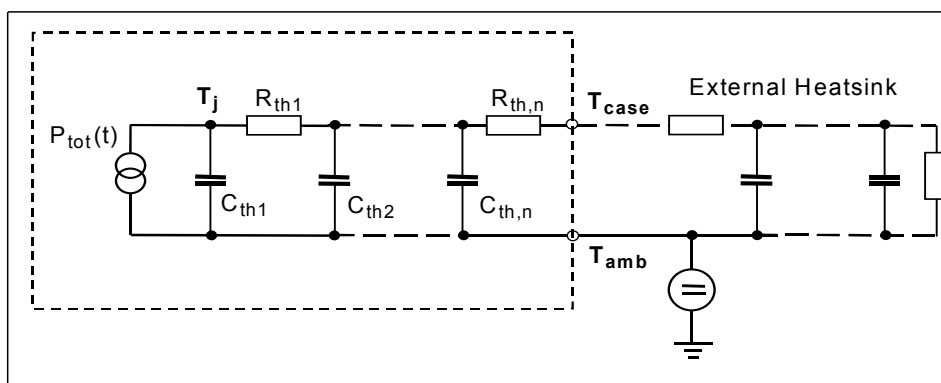 External Heatsink
Tj
Rth1
Rth,n
Tcase
Ptot(t)
Cth1
Cth2
Cth,n
Tamb